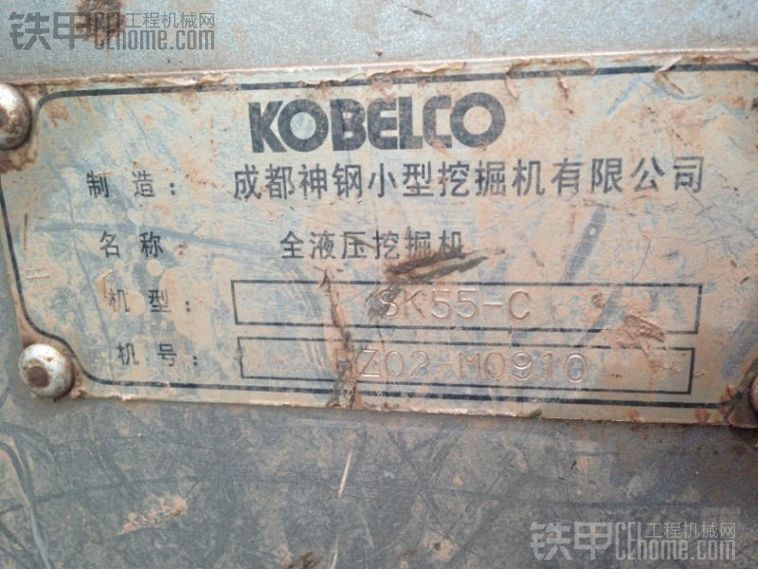 铁甲 工程机械网
CEhome.com
KOBELCO
制造： 成都神钢小型挖掘机有限公司
名称： 全液压挖掘机
机型： SK55-C
机号： Z02-M0910
铁甲 工程机械网
CEhome.com